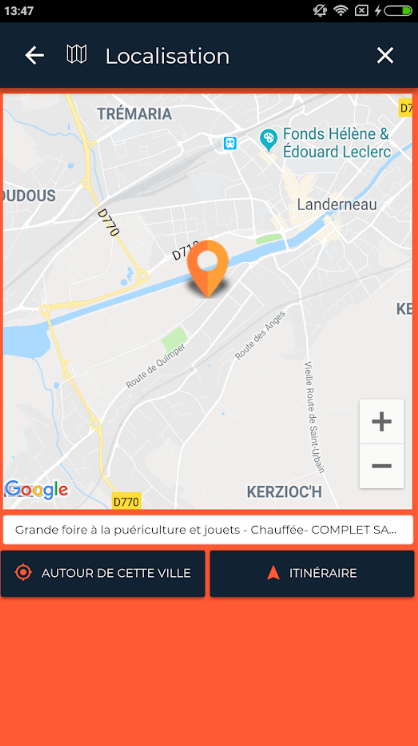 13:47
Localisation
TRÉMARIA
D7
Fonds Hélène &
Édouard Leclerc
OUDOUS
Landerneau
D770
D712
KE
Route de Quimper
Route des Anges
Vieille Route de Saint-Urbain
+
−
Google
D770
KERZIOC'H
Grande foire à la puériculture et jouets - Chauffée- COMPLET SA...
AUTOUR DE CETTE VILLE
ITINÉRAIRE